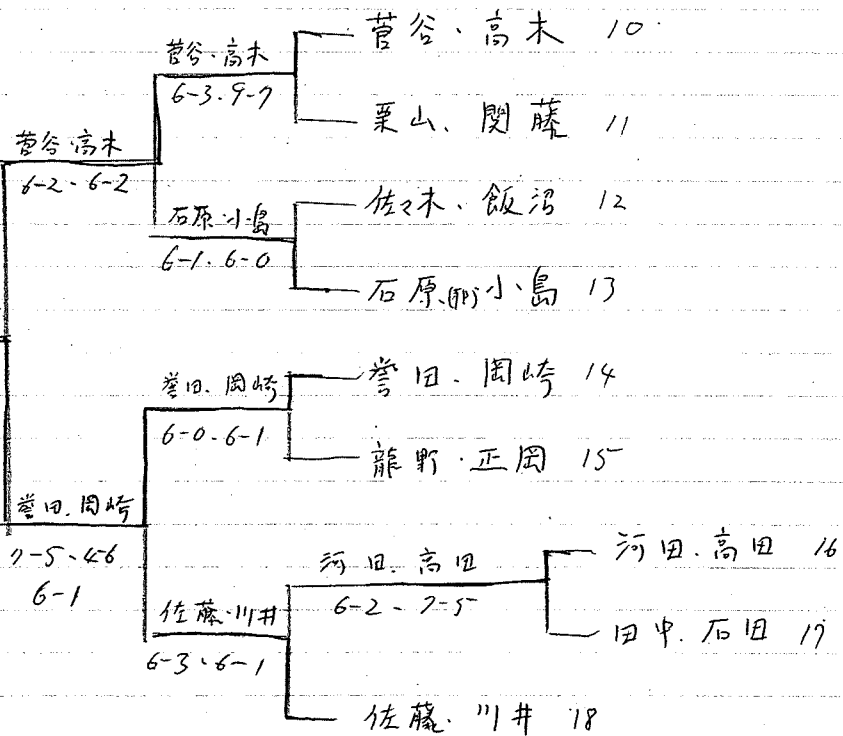 菅谷・高木 10
菅谷・高木
6-3、9-7
栗山、関藤 11
菅谷・高木
6-2、6-2
佐々木、飯沼 12
石原・小島
6-1、6-0
石原、小島 13
誉田、岡崎 14
誉田、岡崎
6-0、6-1
龍野・正岡 15
誉田、岡崎
7-5、4-6
6-1
河田、高田 16
河田、高田
6-2、7-5
田中、石田 17
佐藤・川井
6-3、6-1
佐藤・川井 18